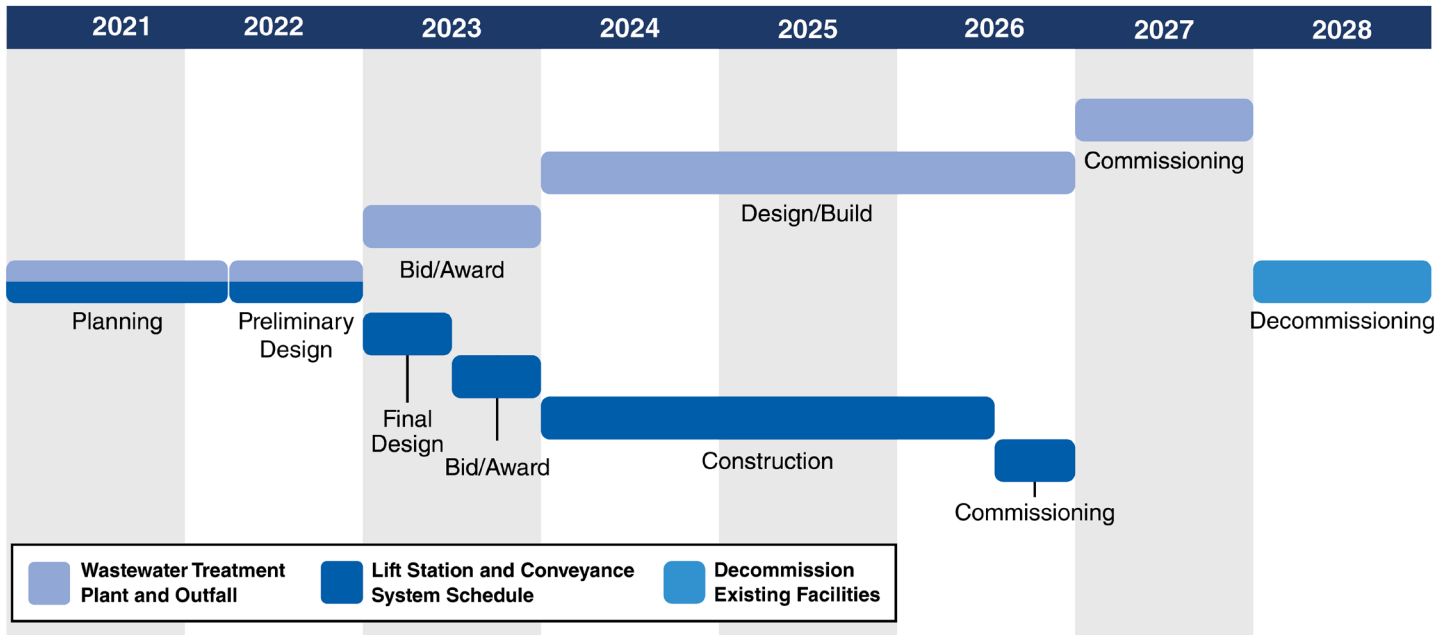 2021 2022 2023 2024 2025 2026 2027 2028
Commissioning
Design/Build
Bid/Award
Planning
Preliminary
Design
Decommissioning
Final
Design
Bid/Award
Construction
Commissioning
Wastewater Treatment
Plant and Outfall
Lift Station and Conveyance
System Schedule
Decommission
Existing Facilities